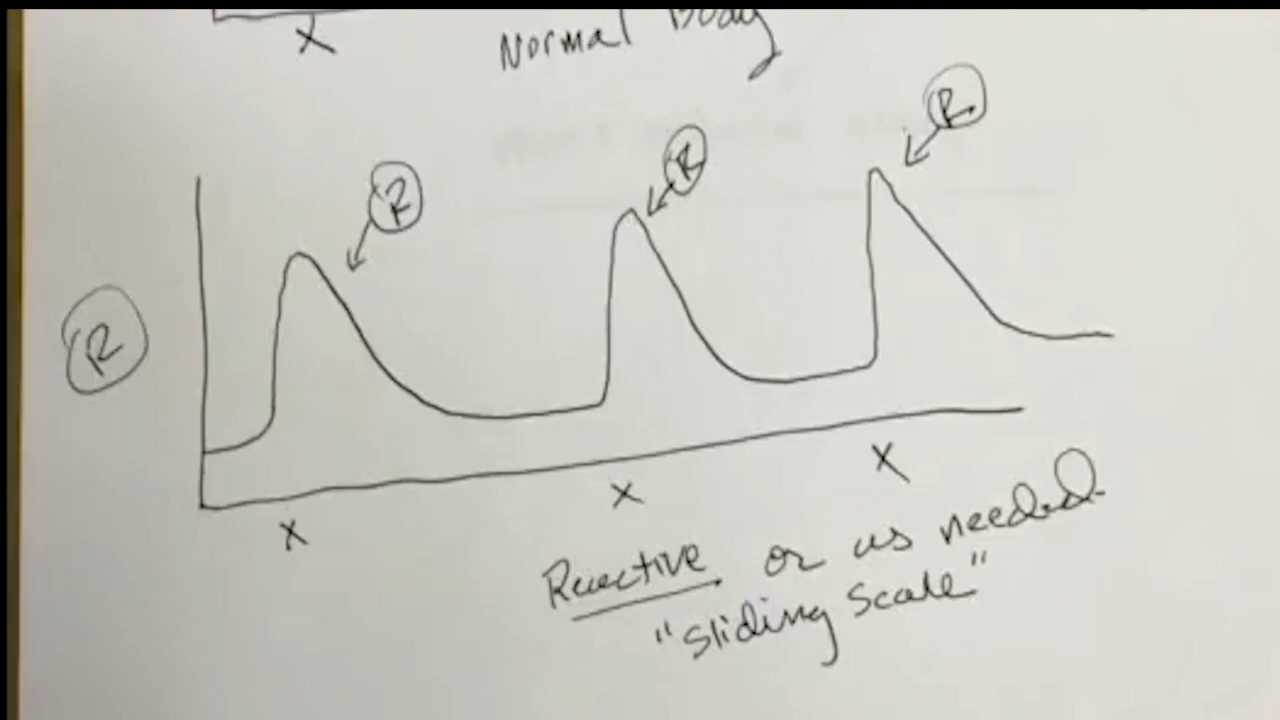 X
Normal Body
R
R
R
R
X
X
X
Reactive or as needed
"sliding scale"